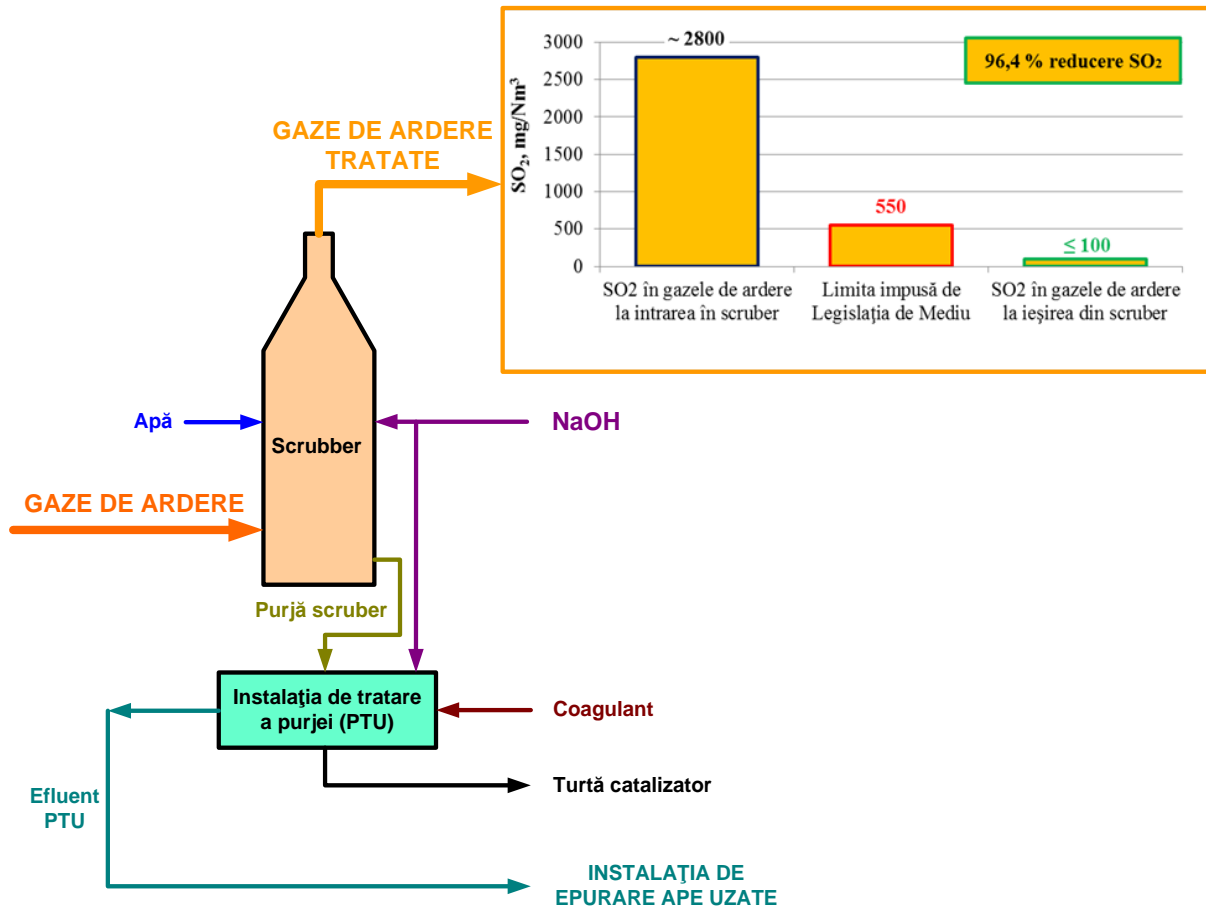 3000
2500
2000
1500
1000
500
0
SO₂, mg/Nm³
~ 2800
550
≤ 100
96,4 % reducere SO₂
SO2 în gazele de ardere
la intrarea în scruber
Limita impusă de
Legislația de Mediu
SO2 în gazele de ardere
la ieșirea din scruber
GAZE DE ARDERE
TRATATE
Apă
Scrubber
NaOH
GAZE DE ARDERE
Purjă scruber
Instalaţia de tratare
a purjei (PTU)
Coagulant
Turtă catalizator
Efluent
PTU
INSTALAŢIA DE
EPURARE APE UZATE